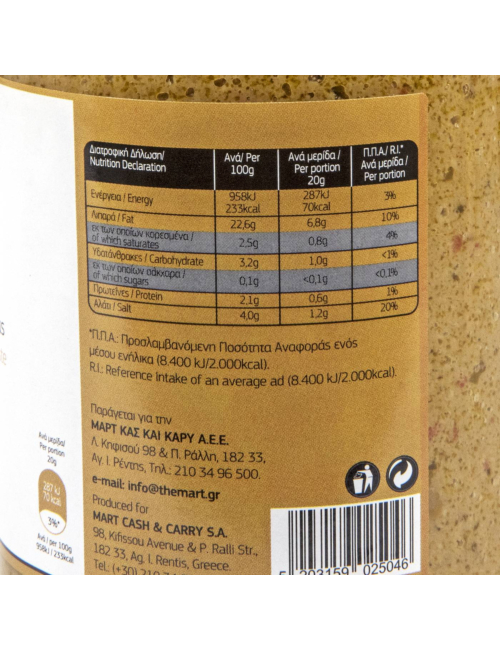 Διατροφική Δήλωση/ Nutrition Declaration | Ανά/ Per 100g | Ανά μερίδα / Per portion 20g | Π.Π.Α./ R.I.* Ανά μερίδα / Per portion
Ενέργεια / Energy 958kJ 233kcal 287kJ 70kcal 3%
Λιπαρά / Fat 22,6g 6,8g 10%
εκ των οποίων κορεσμένα / of which saturates 2,5g 0,8g 4%
Υδατάνθρακες / Carbohydrate 3,2g 1,0g <1%
εκ των οποίων σάκχαρα / of which sugars 0,1g <0,1g <0,1%
Πρωτεΐνες / Protein 2,1g 0,6g 1%
Αλάτι / Salt 4,0g 1,2g 20%
*Π.Π.Α.: Προσλαμβανόμενη Ποσότητα Αναφοράς ενός
μέσου ενήλικα (8.400 kJ/2.000kcal).
R.I.: Reference Intake of an average ad (8.400 kJ/2.000kcal).
Παράγεται για την
ΜΑΡΤ ΚΑΣ ΚΑΙ ΚΑΡΥ Α.Ε.Ε.
Λ. Κηφισού 98 & Π. Ράλλη, 182 33,
Αγ. Ι. Ρέντης, Τηλ.: 210 34 96 500.
e-mail: info@themart.gr
Produced for
MART CASH & CARRY S.A.
98, Kifissou Avenue & P. Ralli Str.,
182 33, Ag. I. Rentis, Greece.
Tel.: (+30) 210
Ανά μερίδα/
Per portion
20g
287 kJ
70 kcal
3%*
Ανά / per 100g
958kJ / 233kcal
5 203159 025046